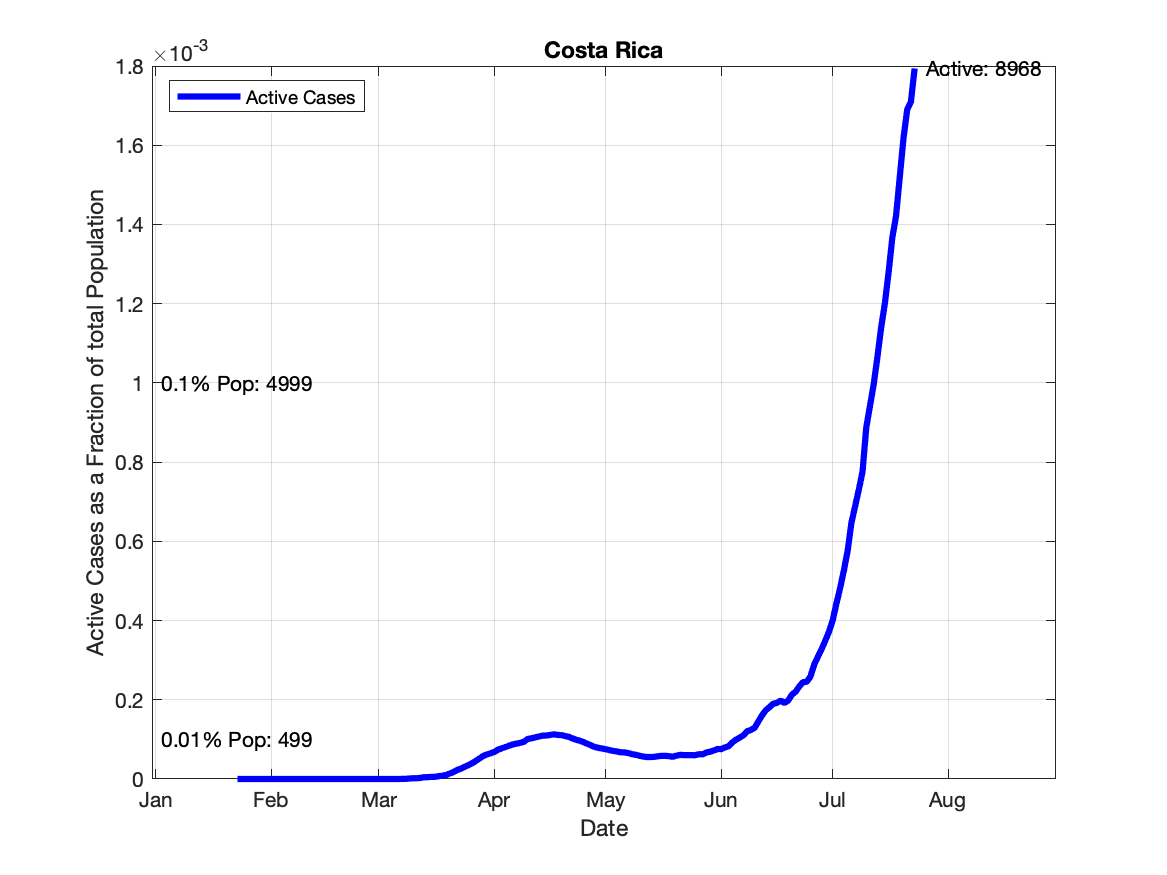 Costa Rica
×10-3
Active: 8968
Active Cases
1.8
1.6
1.4
1.2
1
0.8
0.6
0.4
0.2
0
0.1% Pop: 4999
0.01% Pop: 499
Active Cases as a Fraction of total Population
Jan Feb Mar Apr May Jun Jul Aug
Date